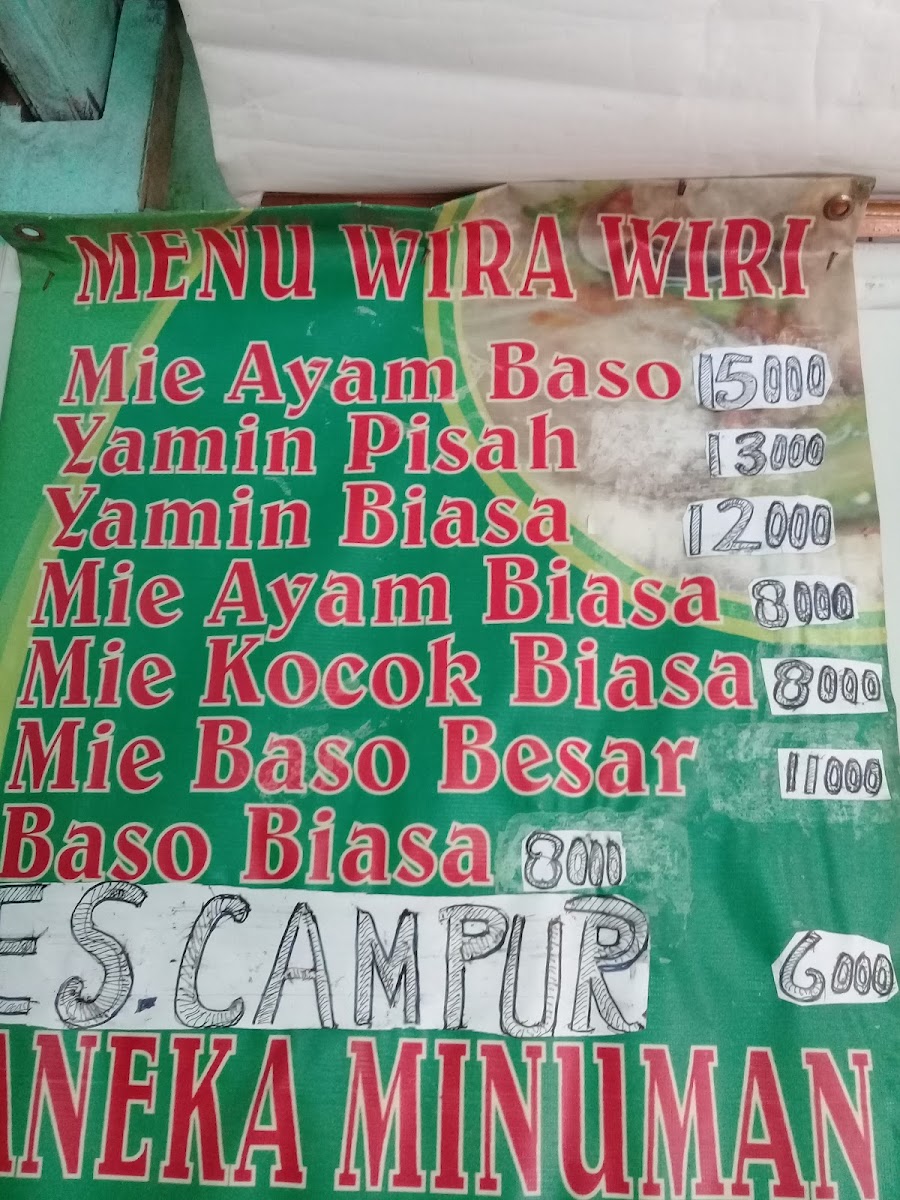 MENU WIRA WIRI
Mie Ayam Baso 15000
Yamin Pisah 13000
Yamin Biasa 12000
Mie Ayam Biasa 8000
Mie Kocok Biasa 8000
Mie Baso Besar 11000
Baso Biasa 8000
ES. CAMPUR 6000
ANEKA MINUMAN